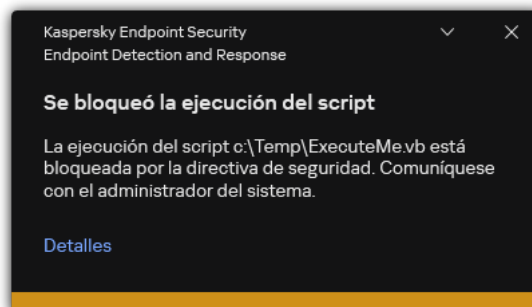 Kaspersky Endpoint Security
Endpoint Detection and Response
Se bloqueó la ejecución del script
La ejecución del script c:\Temp\ExecuteMe.vb está
bloqueada por la directiva de seguridad. Comuníquese
con el administrador del sistema.
Detalles